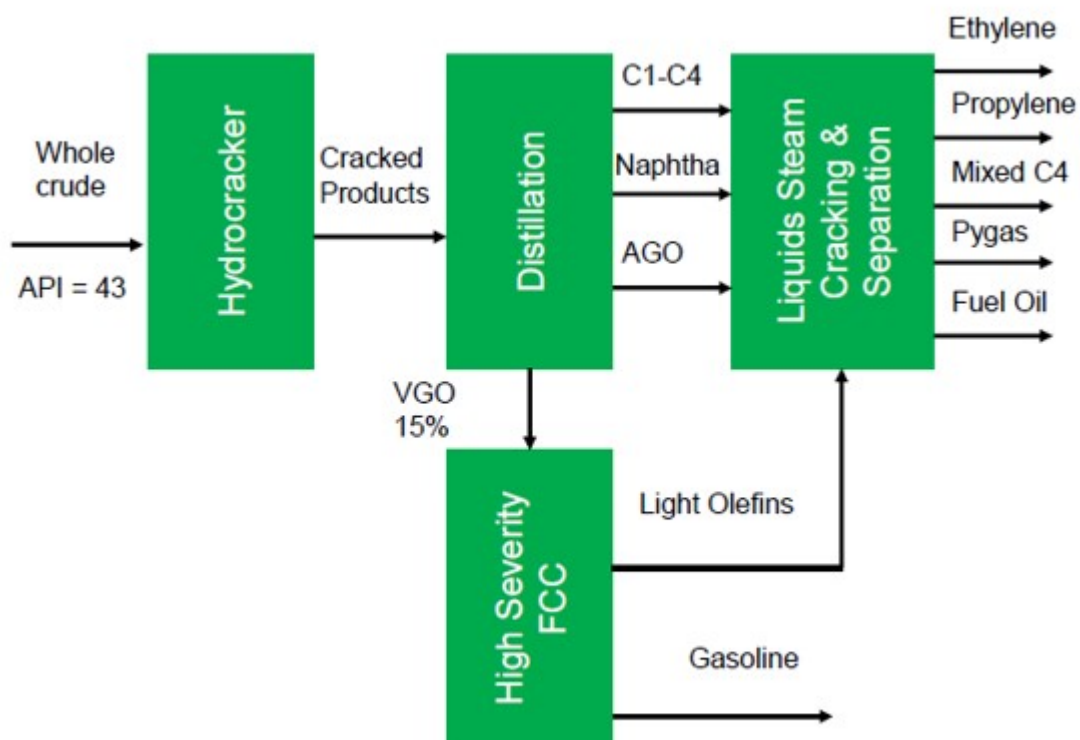 Whole
crude
API = 43
Hydrocracker
Cracked
Products
Distillation
C1-C4
Naphtha
AGO
Liquids Steam
Cracking &
Separation
Ethylene
Propylene
Mixed C4
Pygas
Fuel Oil
VGO
15%
High Severity
FCC
Light Olefins
Gasoline